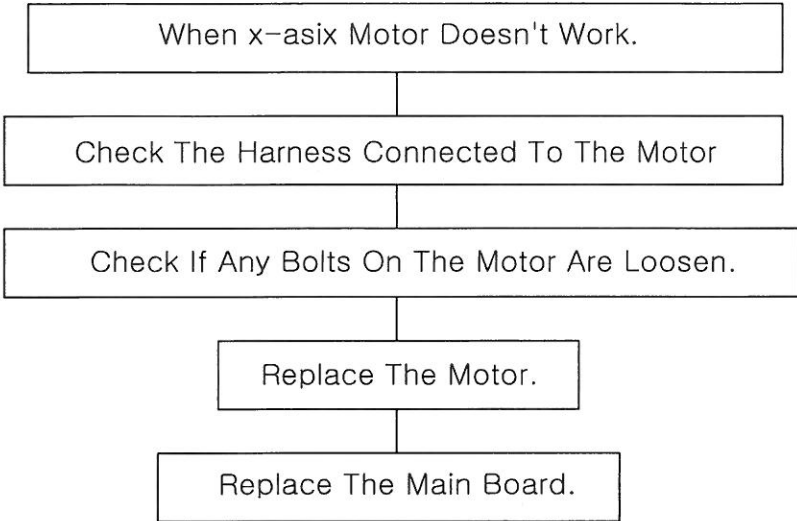 When x-asix Motor Doesn't Work.
Check The Harness Connected To The Motor
Check If Any Bolts On The Motor Are Loosen.
Replace The Motor.
Replace The Main Board.